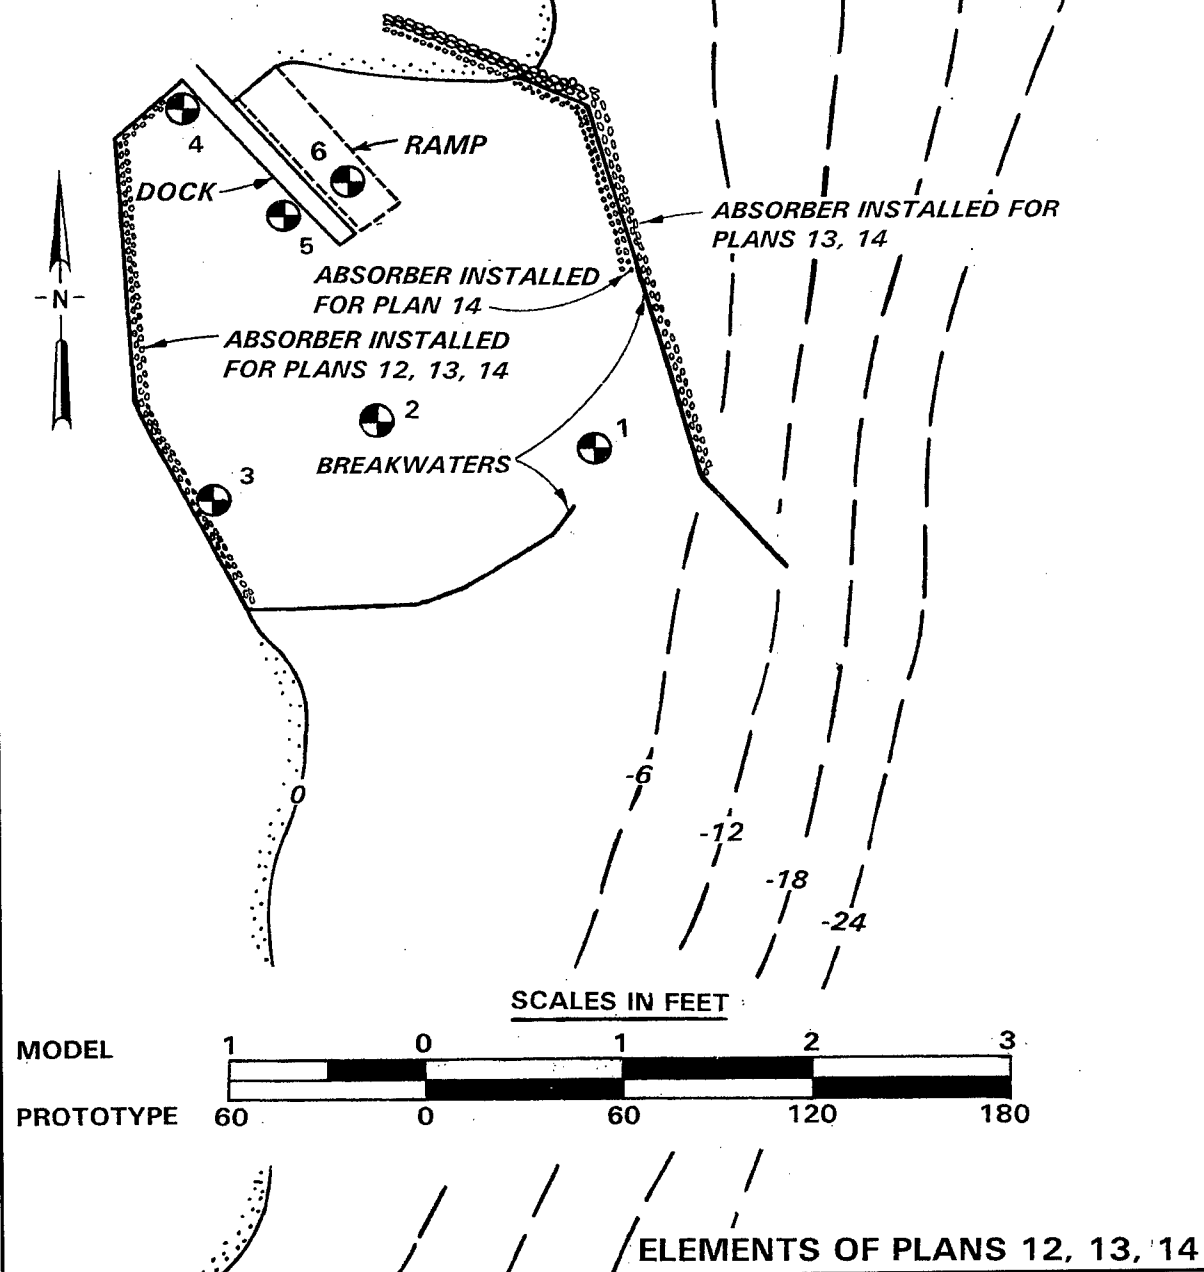 4
6
RAMP
DOCK
5
ABSORBER INSTALLED FOR
PLANS 13, 14
ABSORBER INSTALLED
FOR PLAN 14
-N-
ABSORBER INSTALLED
FOR PLANS 12, 13, 14
2
1
BREAKWATERS
3
-6
0
-12
-18
-24
SCALES IN FEET
MODEL 1 0 1 2 3
PROTOTYPE 60 0 60 120 180
ELEMENTS OF PLANS 12, 13, 14